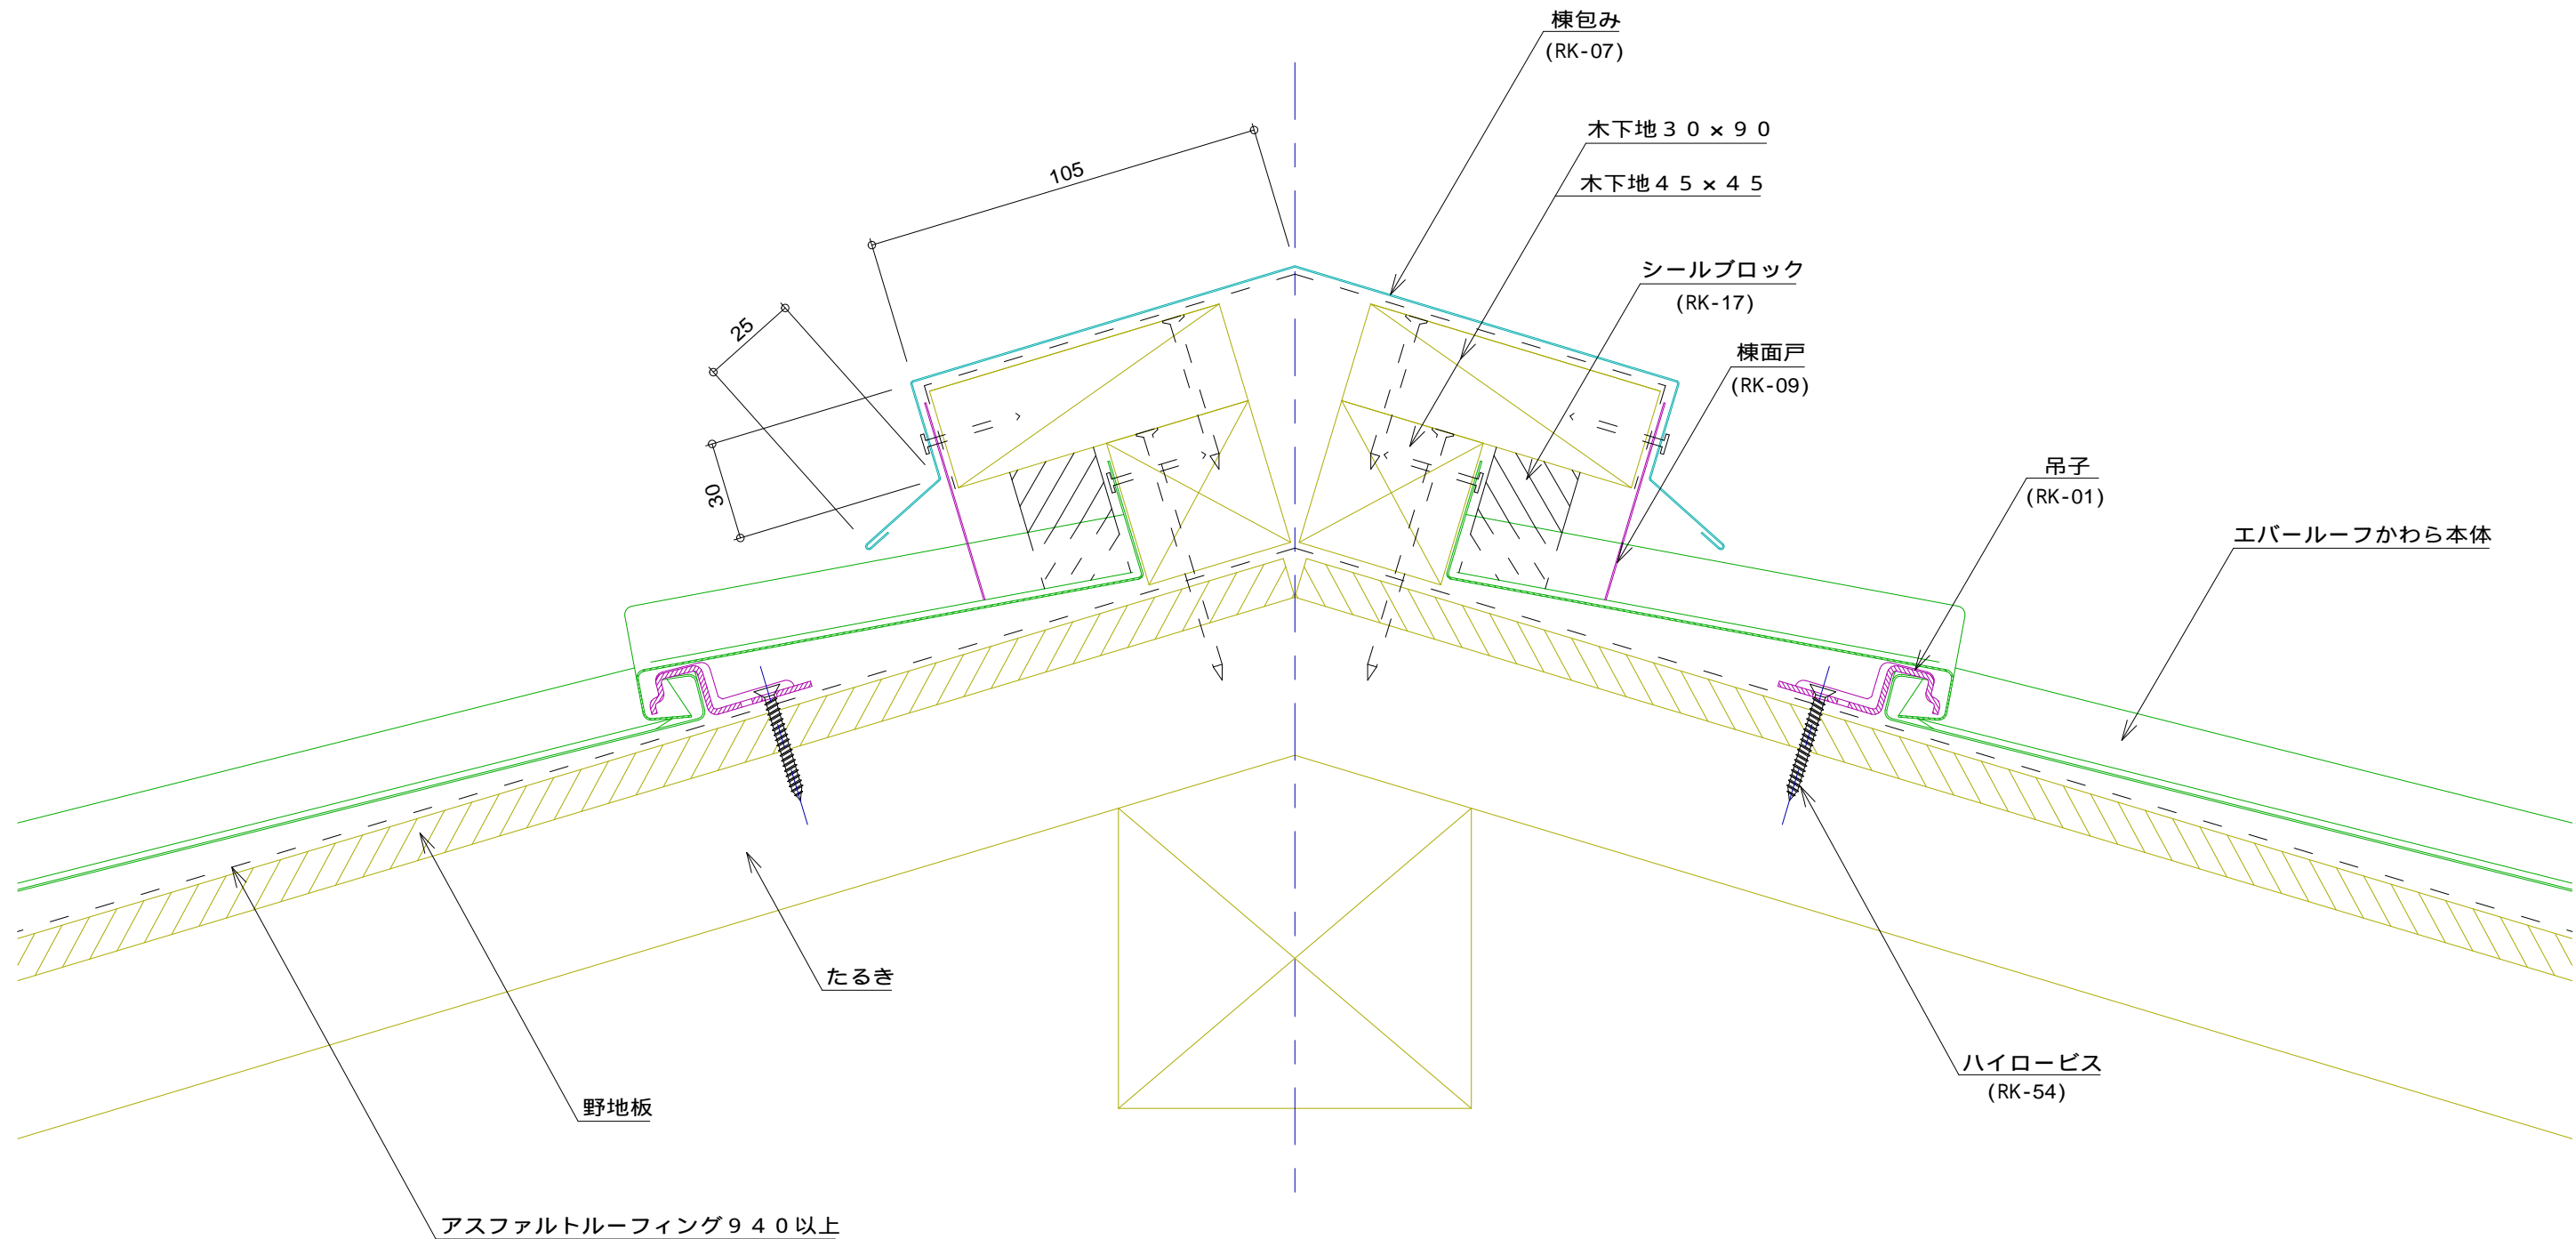 棟包み
(RK-07)
105
木下地３０×９０
木下地４５×４５
シールブロック
(RK-17)
25
棟面戸
(RK-09)
30
吊子
(RK-01)
エバールーフかわら本体
たるき
ハイロービス
(RK-54)
野地板
アスファルトルーフィング９４０以上